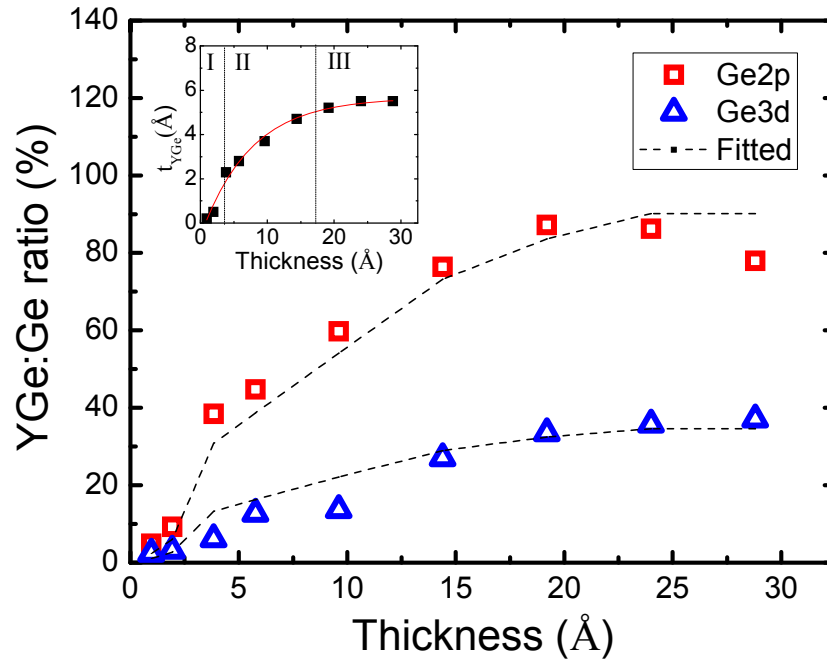 140
120
100
80
60
40
20
0
YGe:Ge ratio (%)
0 5 10 15 20 25 30
Thickness (Å)
I II III
8
6
4
2
0
t_YGe(Å)
0 10 20 30
Thickness (Å)
Ge2p
Ge3d
Fitted